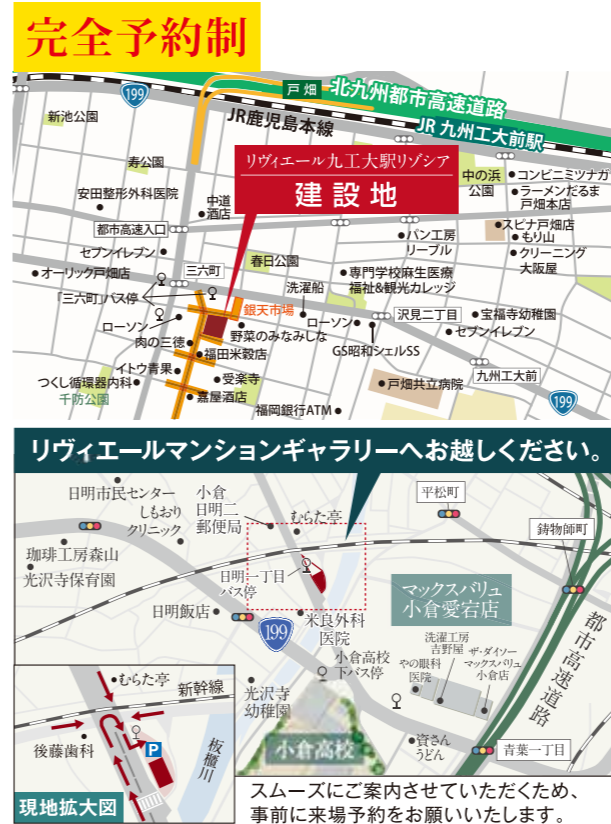 完全予約制
199
戸畑
北九州都市高速道路
JR鹿児島本線
JR 九州工大前駅
新池公園
リヴィエール九工大駅リゾシア
建設地
寿公園
中の浜
公園
コンビニミツナガ
ラーメンだるま
戸畑本店
安田整形外科医院
中道
酒店
都市高速入口
パン工房
リーブル
スピナ戸畑店
もり山
クリーニング
大阪屋
セブンイレブン
春日公園
オーリック戸畑店
三六町
専門学校麻生医療
福祉&観光カレッジ
「三六町」バス停
洗濯船
銀天市場
沢見二丁目
宝福寺幼稚園
ローソン
ローソン
セブンイレブン
野菜のみなみしな
肉の三徳
GS昭和シェルSS
福田米穀店
イトウ青果
九州工大前
つくし循環器内科
受楽寺
戸畑共立病院
千防公園
嘉屋酒店
199
福岡銀行ATM
リヴィエールマンションギャラリーへお越しください。
日明市民センター
小倉
日明二
郵便局
平松町
しもおり
クリニック
むらた亭
鋳物師町
珈琲工房森山
光沢寺保育園
日明一丁目
バス停
マックスバリュ
小倉愛宕店
日明飯店
米良外科
医院
199
都市高速道路
洗濯工房
吉野屋
小倉高校
下バス停
ザ・ダイソー
マックスバリュ
小倉店
やの眼科
医院
光沢寺
幼稚園
むらた亭
新幹線
小倉高校
資さん
うどん
青葉一丁目
後藤歯科
P
板櫃川
現地拡大図
スムーズにご案内させていただくため、
事前に来場予約をお願いいたします。